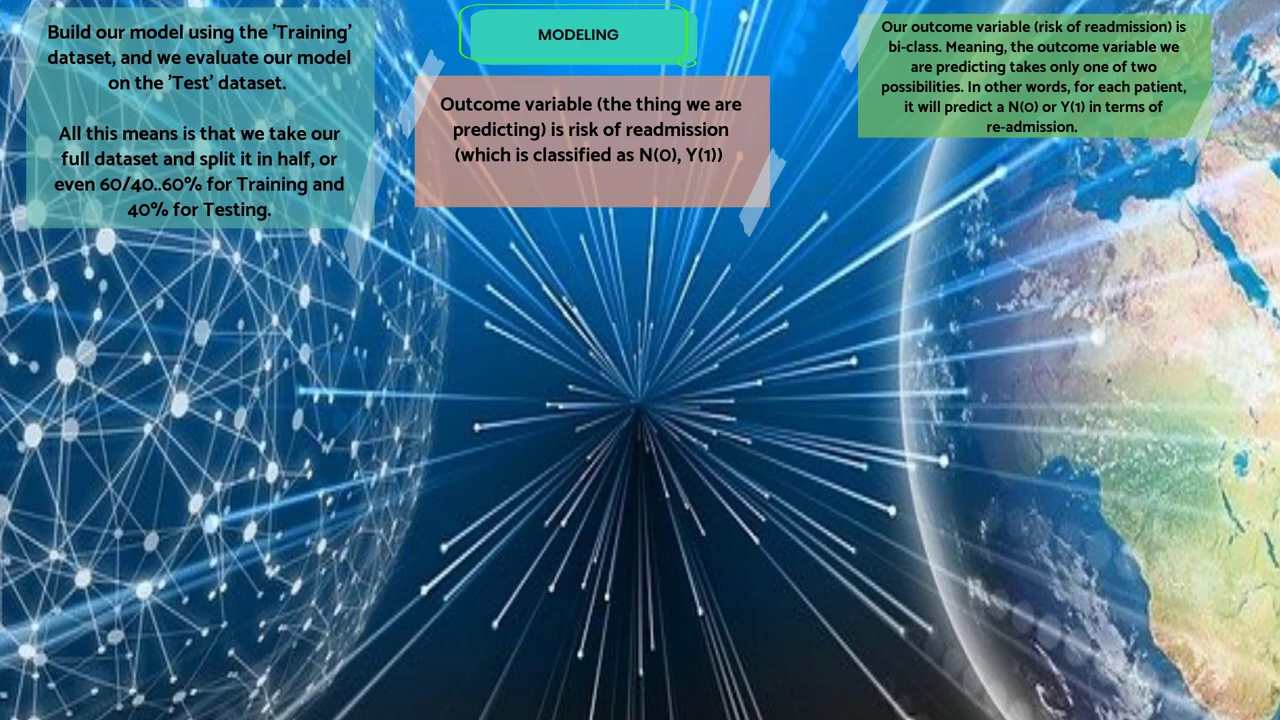 Build our model using the 'Training'
dataset, and we evaluate our model
on the 'Test' dataset.
All this means is that we take our
full dataset and split it in half, or
even 60/40..60% for Training and
40% for Testing.
MODELING
Outcome variable (the thing we are
predicting) is risk of readmission
(which is classified as N(0), Y(1))
Our outcome variable (risk of readmission) is
bi-class. Meaning, the outcome variable we
are predicting takes only one of two
possibilities. In other words, for each patient,
it will predict a N(0) or Y(1) in terms of
re-admission.